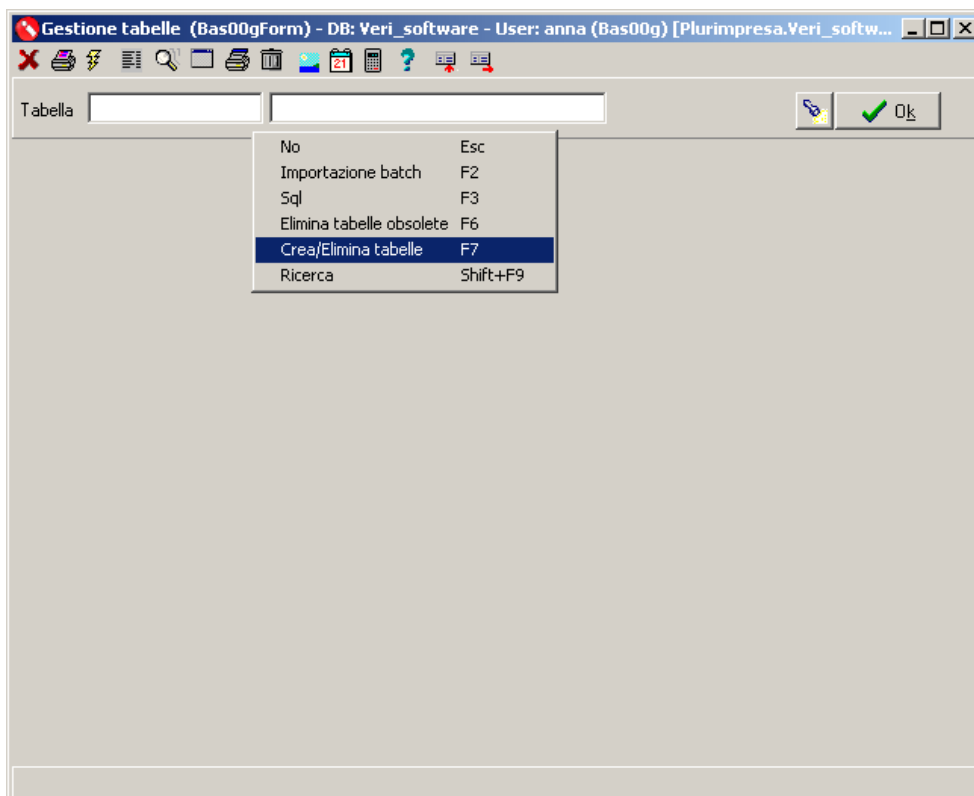 Gestione tabelle (Bas00gForm) - DB: Veri_software - User: anna (Bas00g) [Plurimpresa.Veri_softw...
21
Tabella
Ok
No Esc
Importazione batch F2
Sql F3
Elimina tabelle obsolete F6
Crea/Elimina tabelle F7
Ricerca Shift+F9